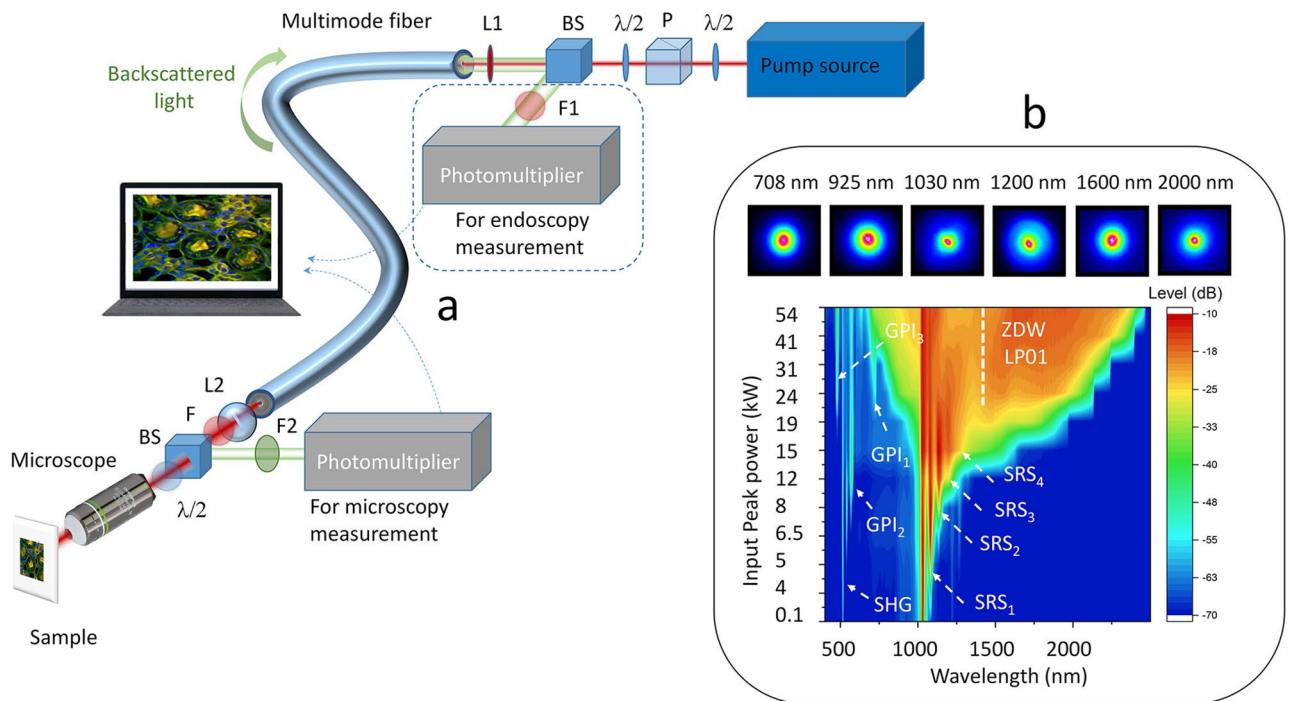 Multimode fiber
L1
BS
λ/2
P
λ/2
Pump source
Backscattered
light
F1
Photomultiplier
For endoscopy
measurement
a
L2
F
BS
F2
Photomultiplier
For microscopy
measurement
Microscope
λ/2
Sample
b
708 nm 925 nm 1030 nm 1200 nm 1600 nm 2000 nm
Level (dB)
-10
-18
-25
-33
-40
-48
-55
-63
-70
Input Peak power (kW)
54
41
31
24
19
15
12
8
6.5
5
4
0.1
GPI₃
ZDW
LP01
GPI₁
GPI₂
SHG
SRS₄
SRS₃
SRS₂
SRS₁
500 1000 1500 2000
Wavelength (nm)